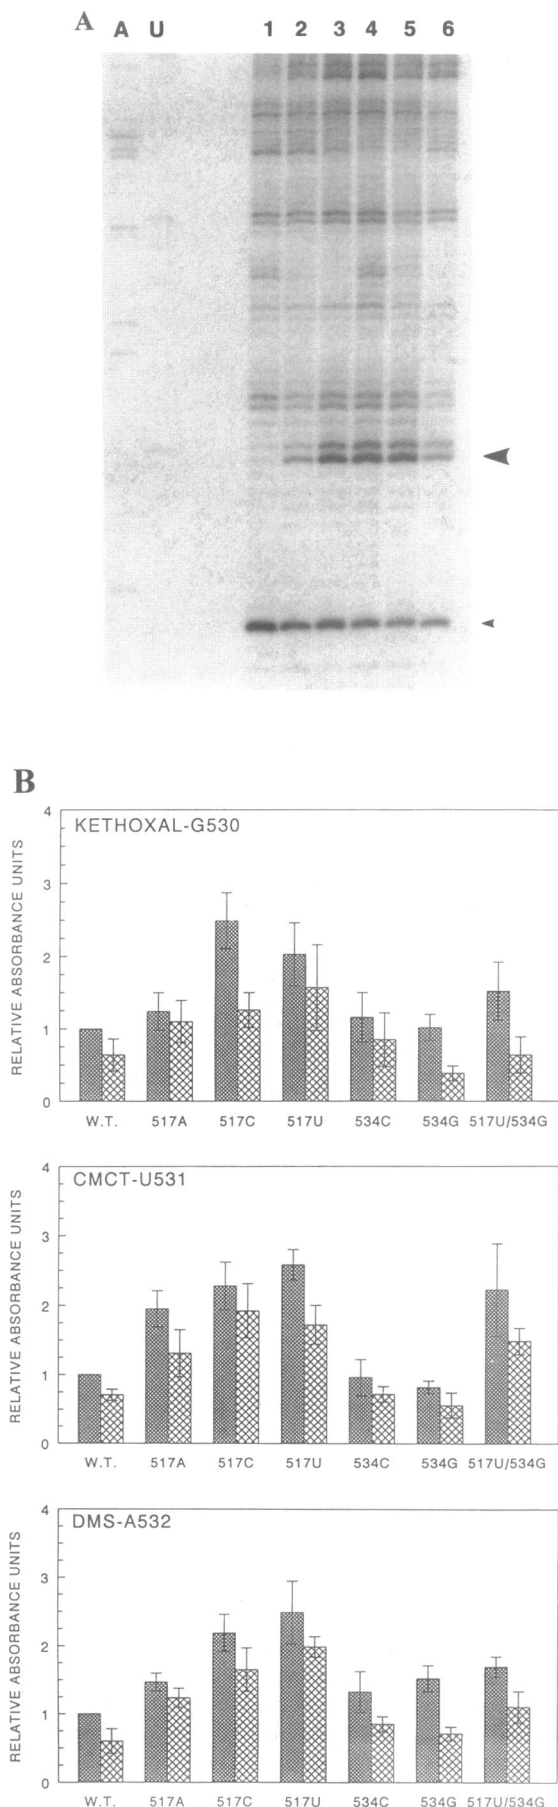 A
A U 1 2 3 4 5 6
B
KETHOXAL-G530
RELATIVE ABSORBANCE UNITS
4
3
2
1
0
W.T. 517A 517C 517U 534C 534G 517U/534G
CMCT-U531
RELATIVE ABSORBANCE UNITS
4
3
2
1
0
W.T. 517A 517C 517U 534C 534G 517U/534G
DMS-A532
RELATIVE ABSORBANCE UNITS
4
3
2
1
0
W.T. 517A 517C 517U 534C 534G 517U/534G